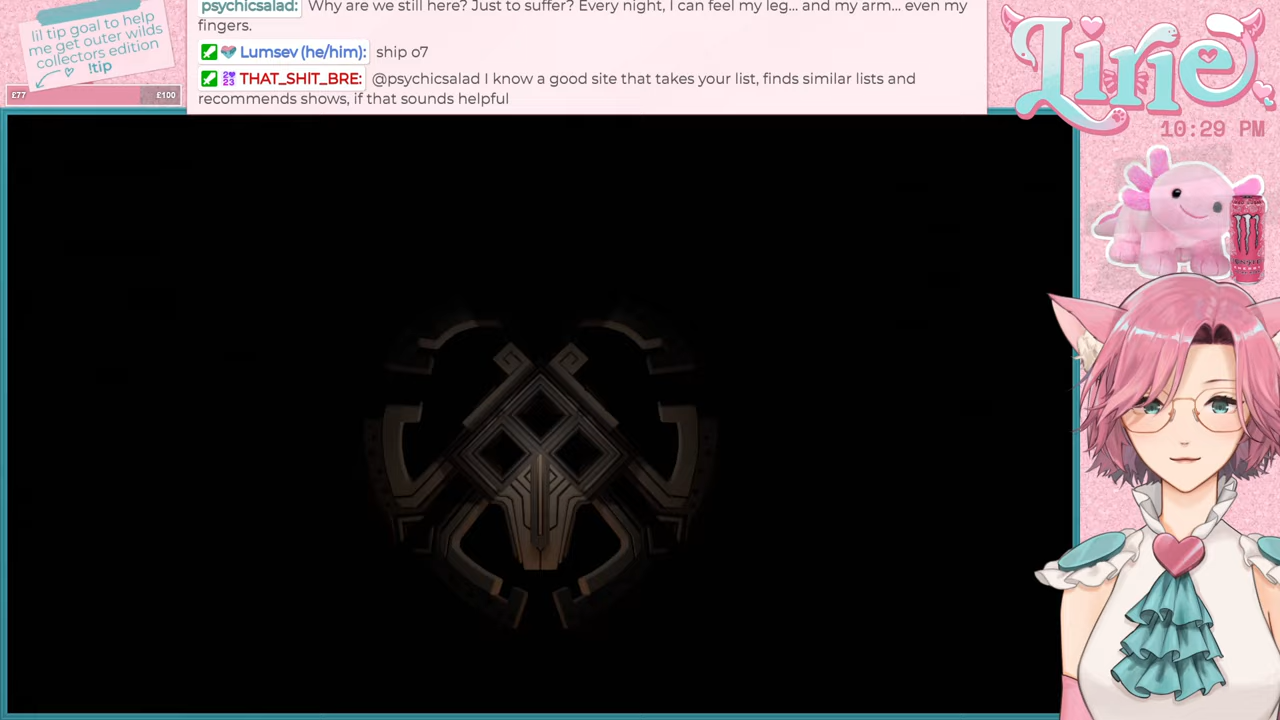 lil tip goal to help
me get outer wilds
collectors edition
!tip
£77
£100
psychicsalad: Why are we still here? Just to suffer? Every night, I can feel my leg... and my arm... even my
fingers.
Lumsev (he/him): ship o7
23 THAT_SHIT_BRE: @psychicsalad I know a good site that takes your list, finds similar lists and
recommends shows, if that sounds helpful
Lirie
10:29 PM